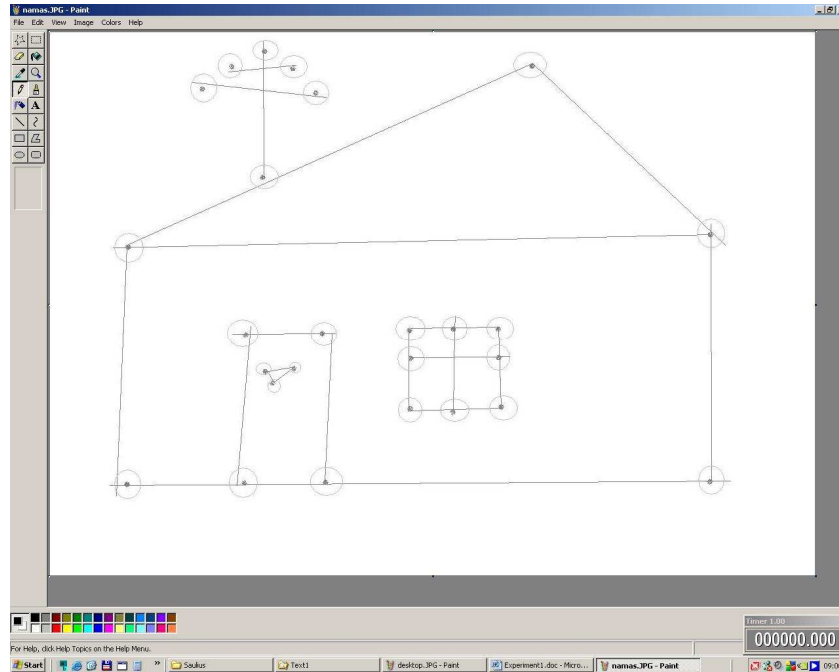 namas.JPG - Paint
File Edit View Image Colors Help
A
For Help, click Help Topics on the Help Menu.
Timer 1.00
000000.000
Start » Saulius Text1 desktop.JPG - Paint Experiment1.doc - Micro... namas.JPG - Paint